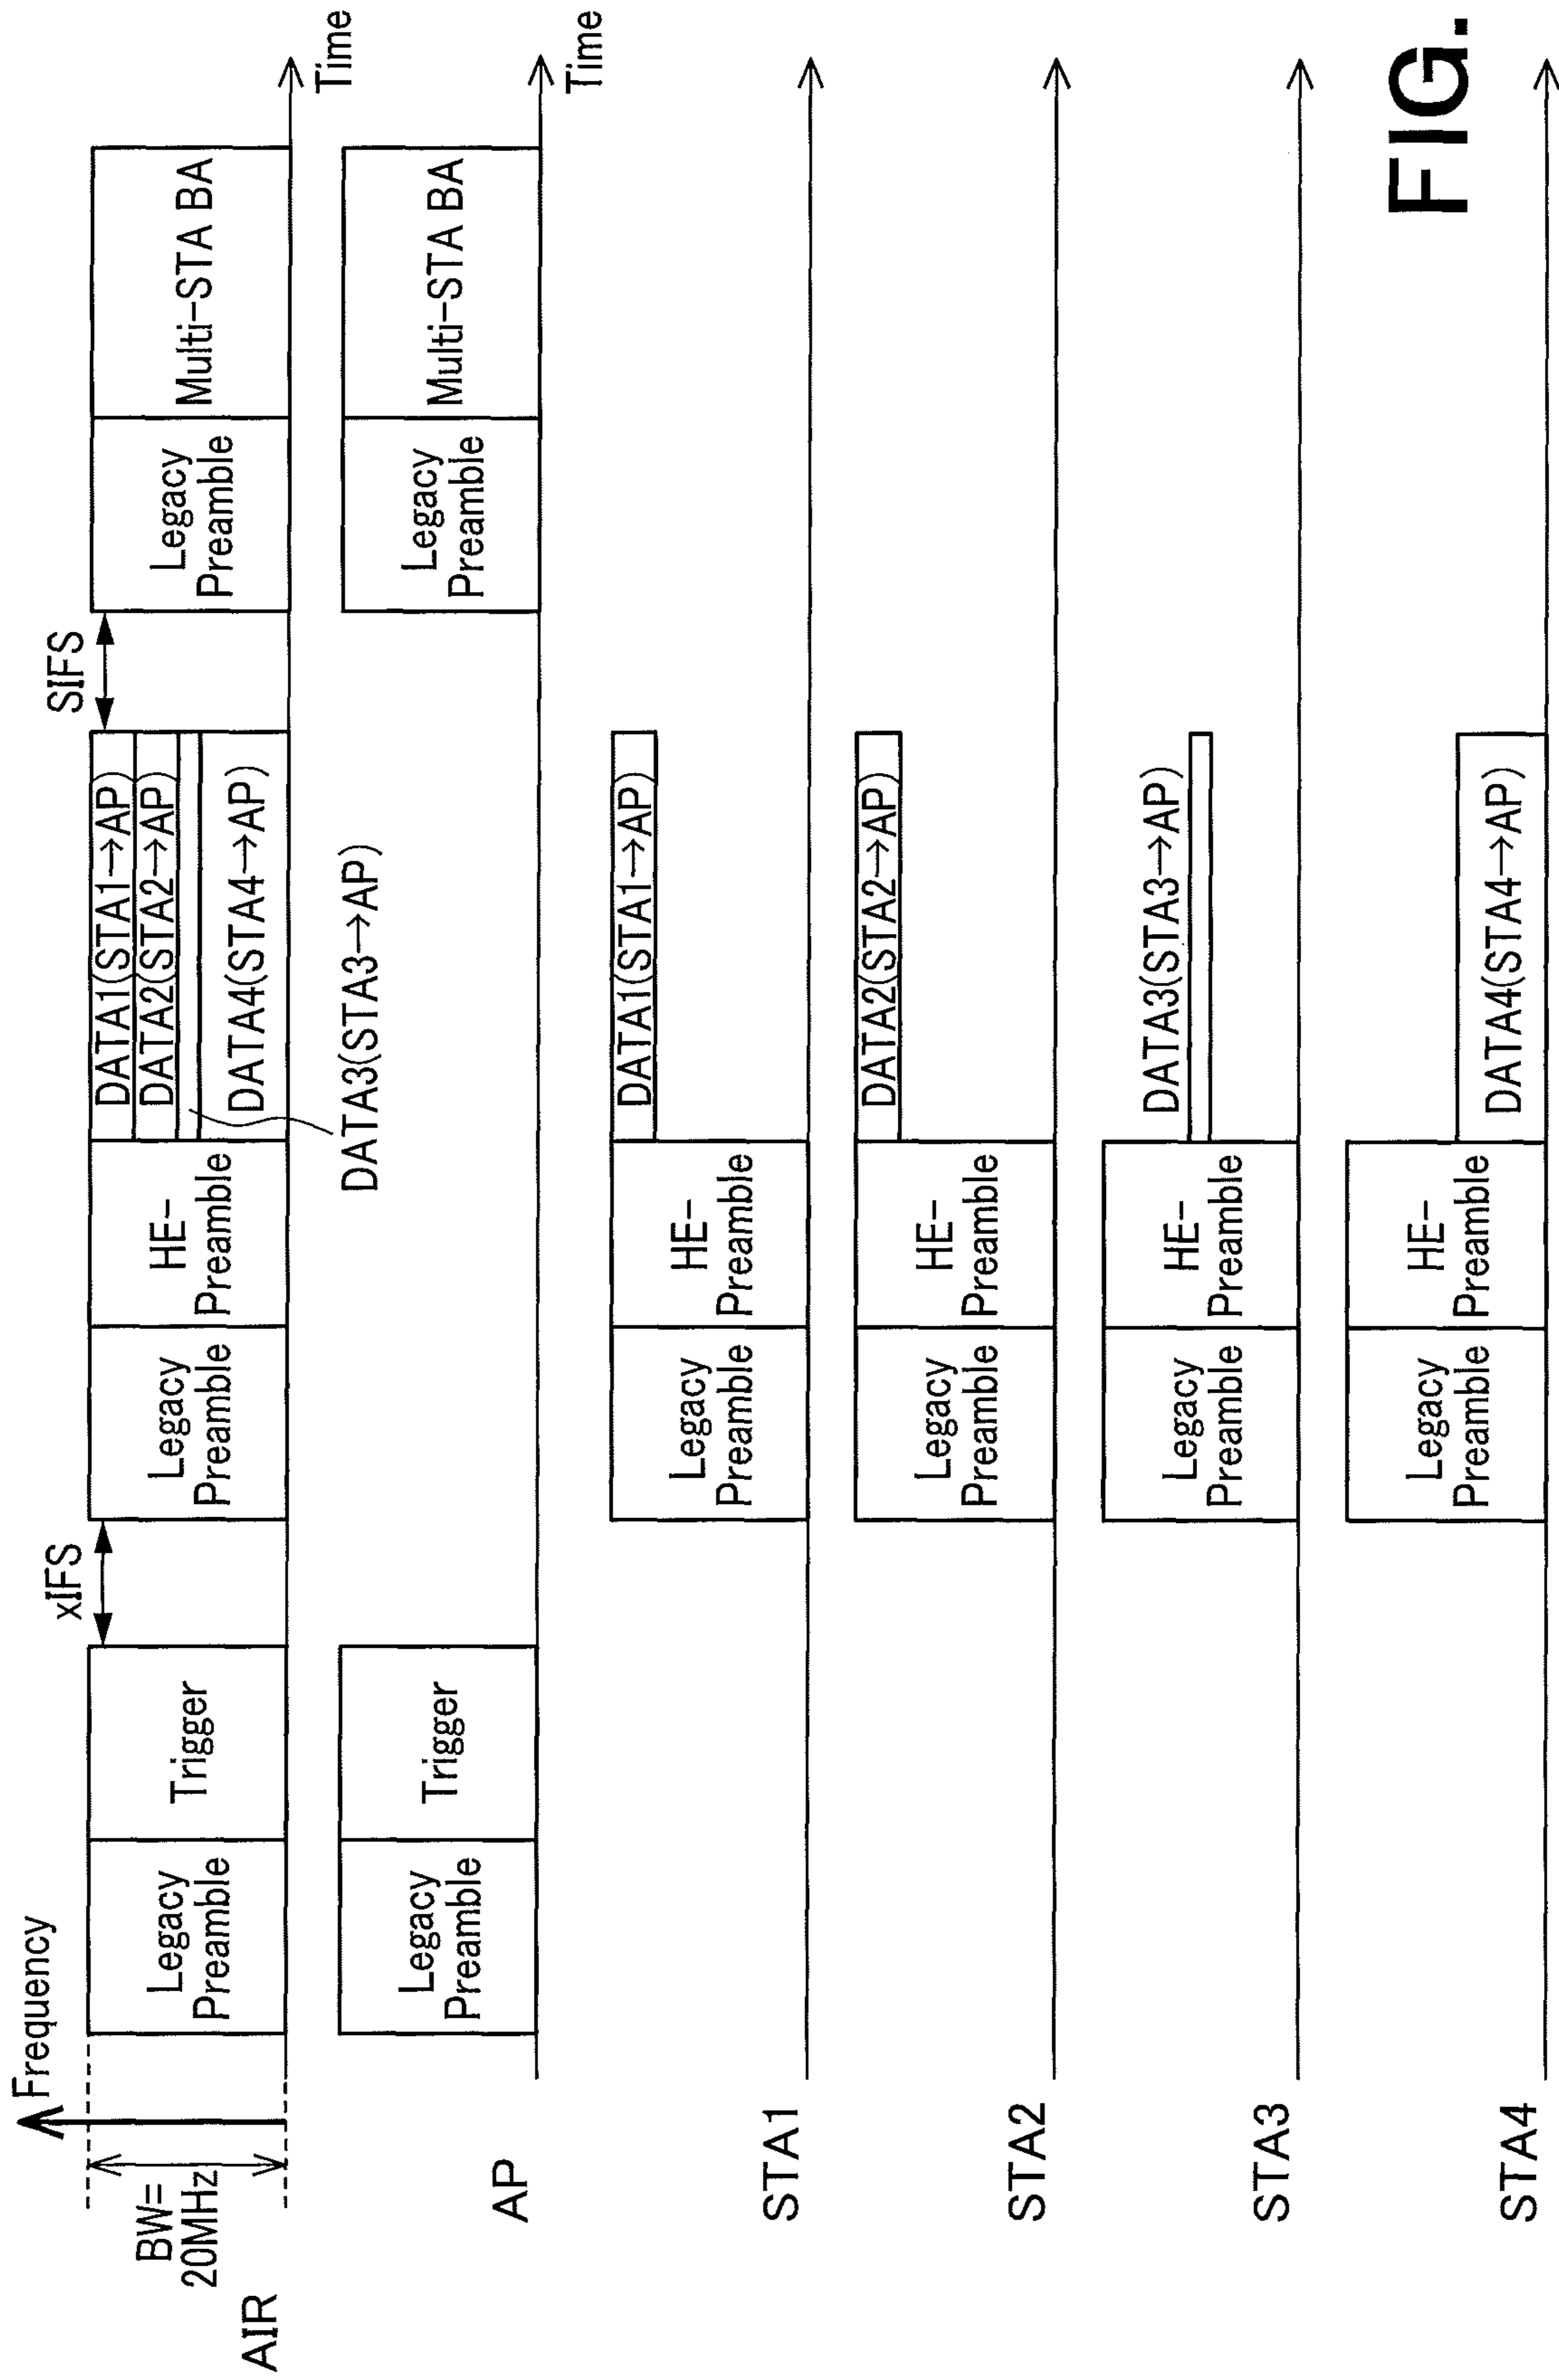 Frequency
BW=
20MHz
AIR
Legacy
Preamble
Trigger
xIFS
Legacy
Preamble
HE-
Preamble
DATA1(STA1→AP)
DATA2(STA2→AP)
DATA4(STA4→AP)
DATA3(STA3→AP)
SIFS
Legacy
Preamble
Multi-STA BA
Time
AP
Legacy
Preamble
Trigger
Legacy
Preamble
Multi-STA BA
Time
STA1
Legacy
Preamble
HE-
Preamble
DATA1(STA1→AP)
STA2
Legacy
Preamble
HE-
Preamble
DATA2(STA2→AP)
STA3
Legacy
Preamble
HE-
Preamble
DATA3(STA3→AP)
STA4
Legacy
Preamble
HE-
Preamble
DATA4(STA4→AP)
FIG.